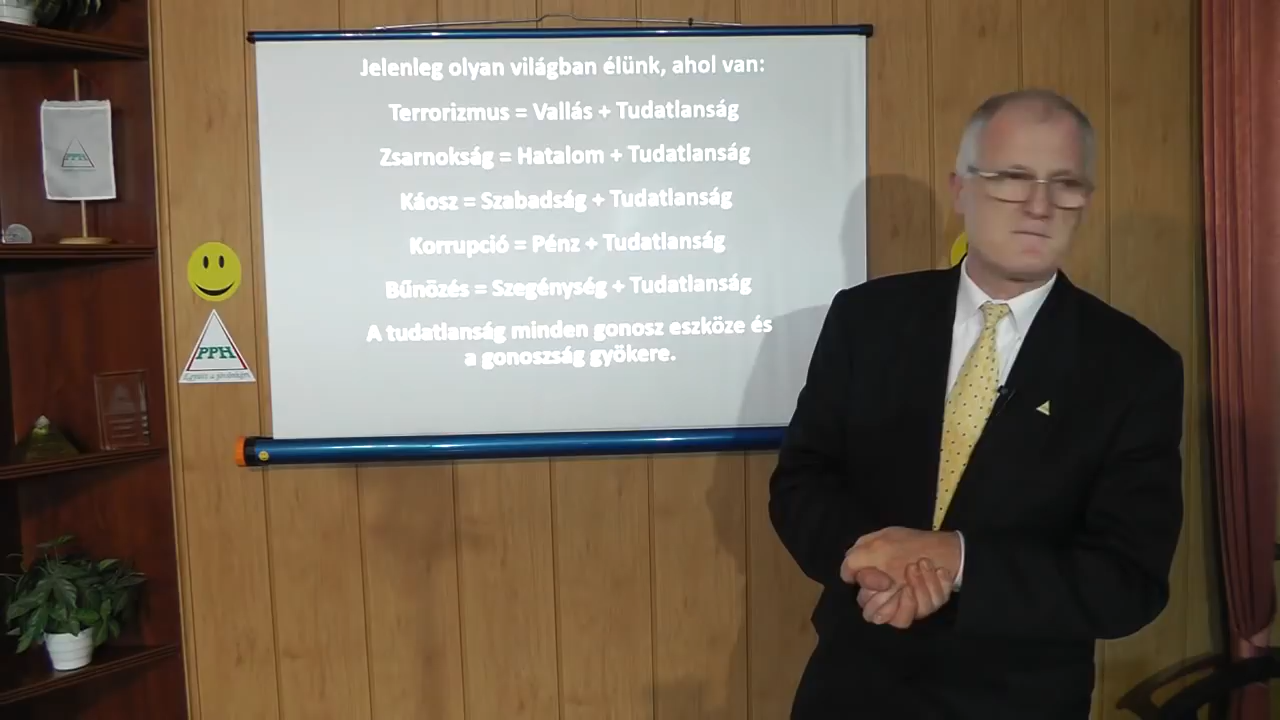 Jelenleg olyan világban élünk, ahol van:
Terrorizmus = Vallás + Tudatlanság
Zsarnokság = Hatalom + Tudatlanság
Káosz = Szabadság + Tudatlanság
Korrupció = Pénz + Tudatlanság
Bűnözés = Szegénység + Tudatlanság
A tudatlanság minden gonosz eszköze és
a gonoszság gyökere.
PPH
PPH